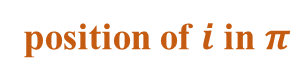 position of 𝑖 in 𝜋